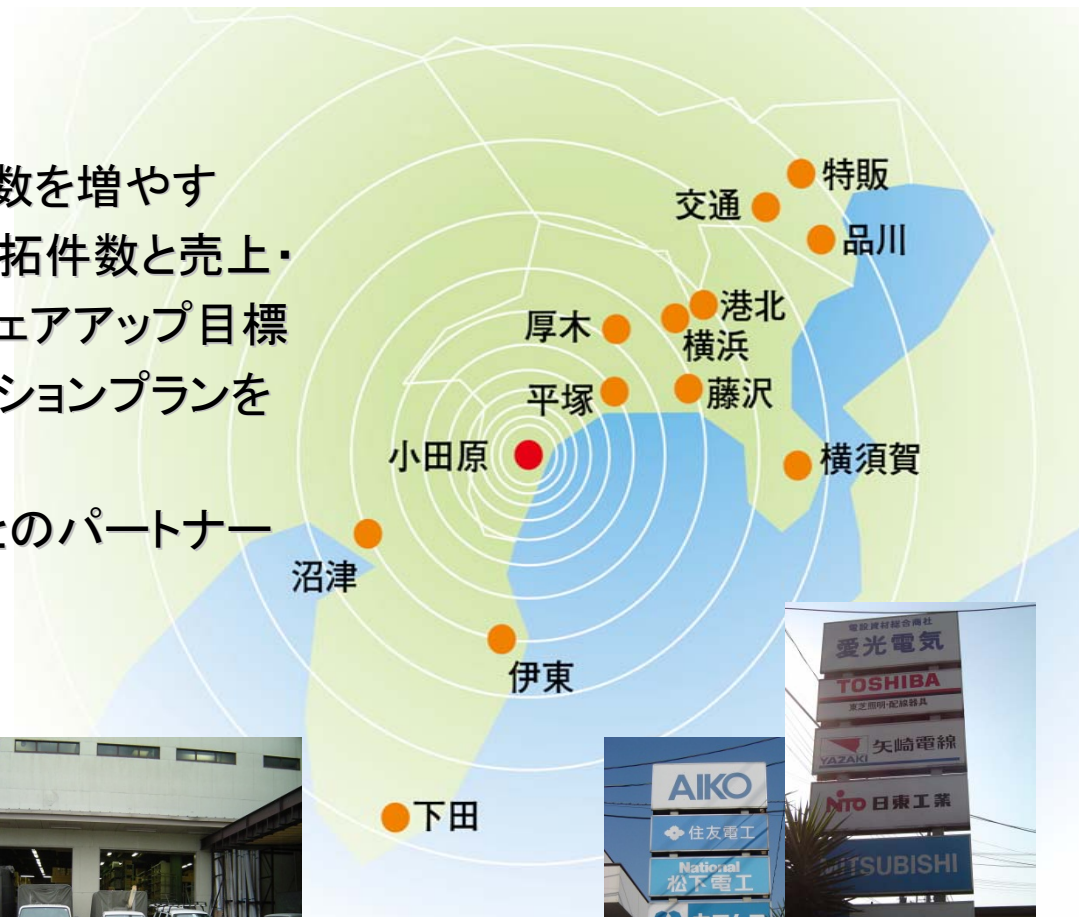 数を増やす
拓件数と売上・
ェアアップ目標
ションプランを
とのパートナー
特販
交通
品川
港北
横浜
厚木
平塚
藤沢
小田原
横須賀
沼津
伊東
下田
電設資材総合商社
愛光電気
TOSHIBA
東芝照明・配線器具
YAZAKI 矢崎電線
NITO 日東工業
MITSUBISHI
AIKO
住友電工
National
松下電工